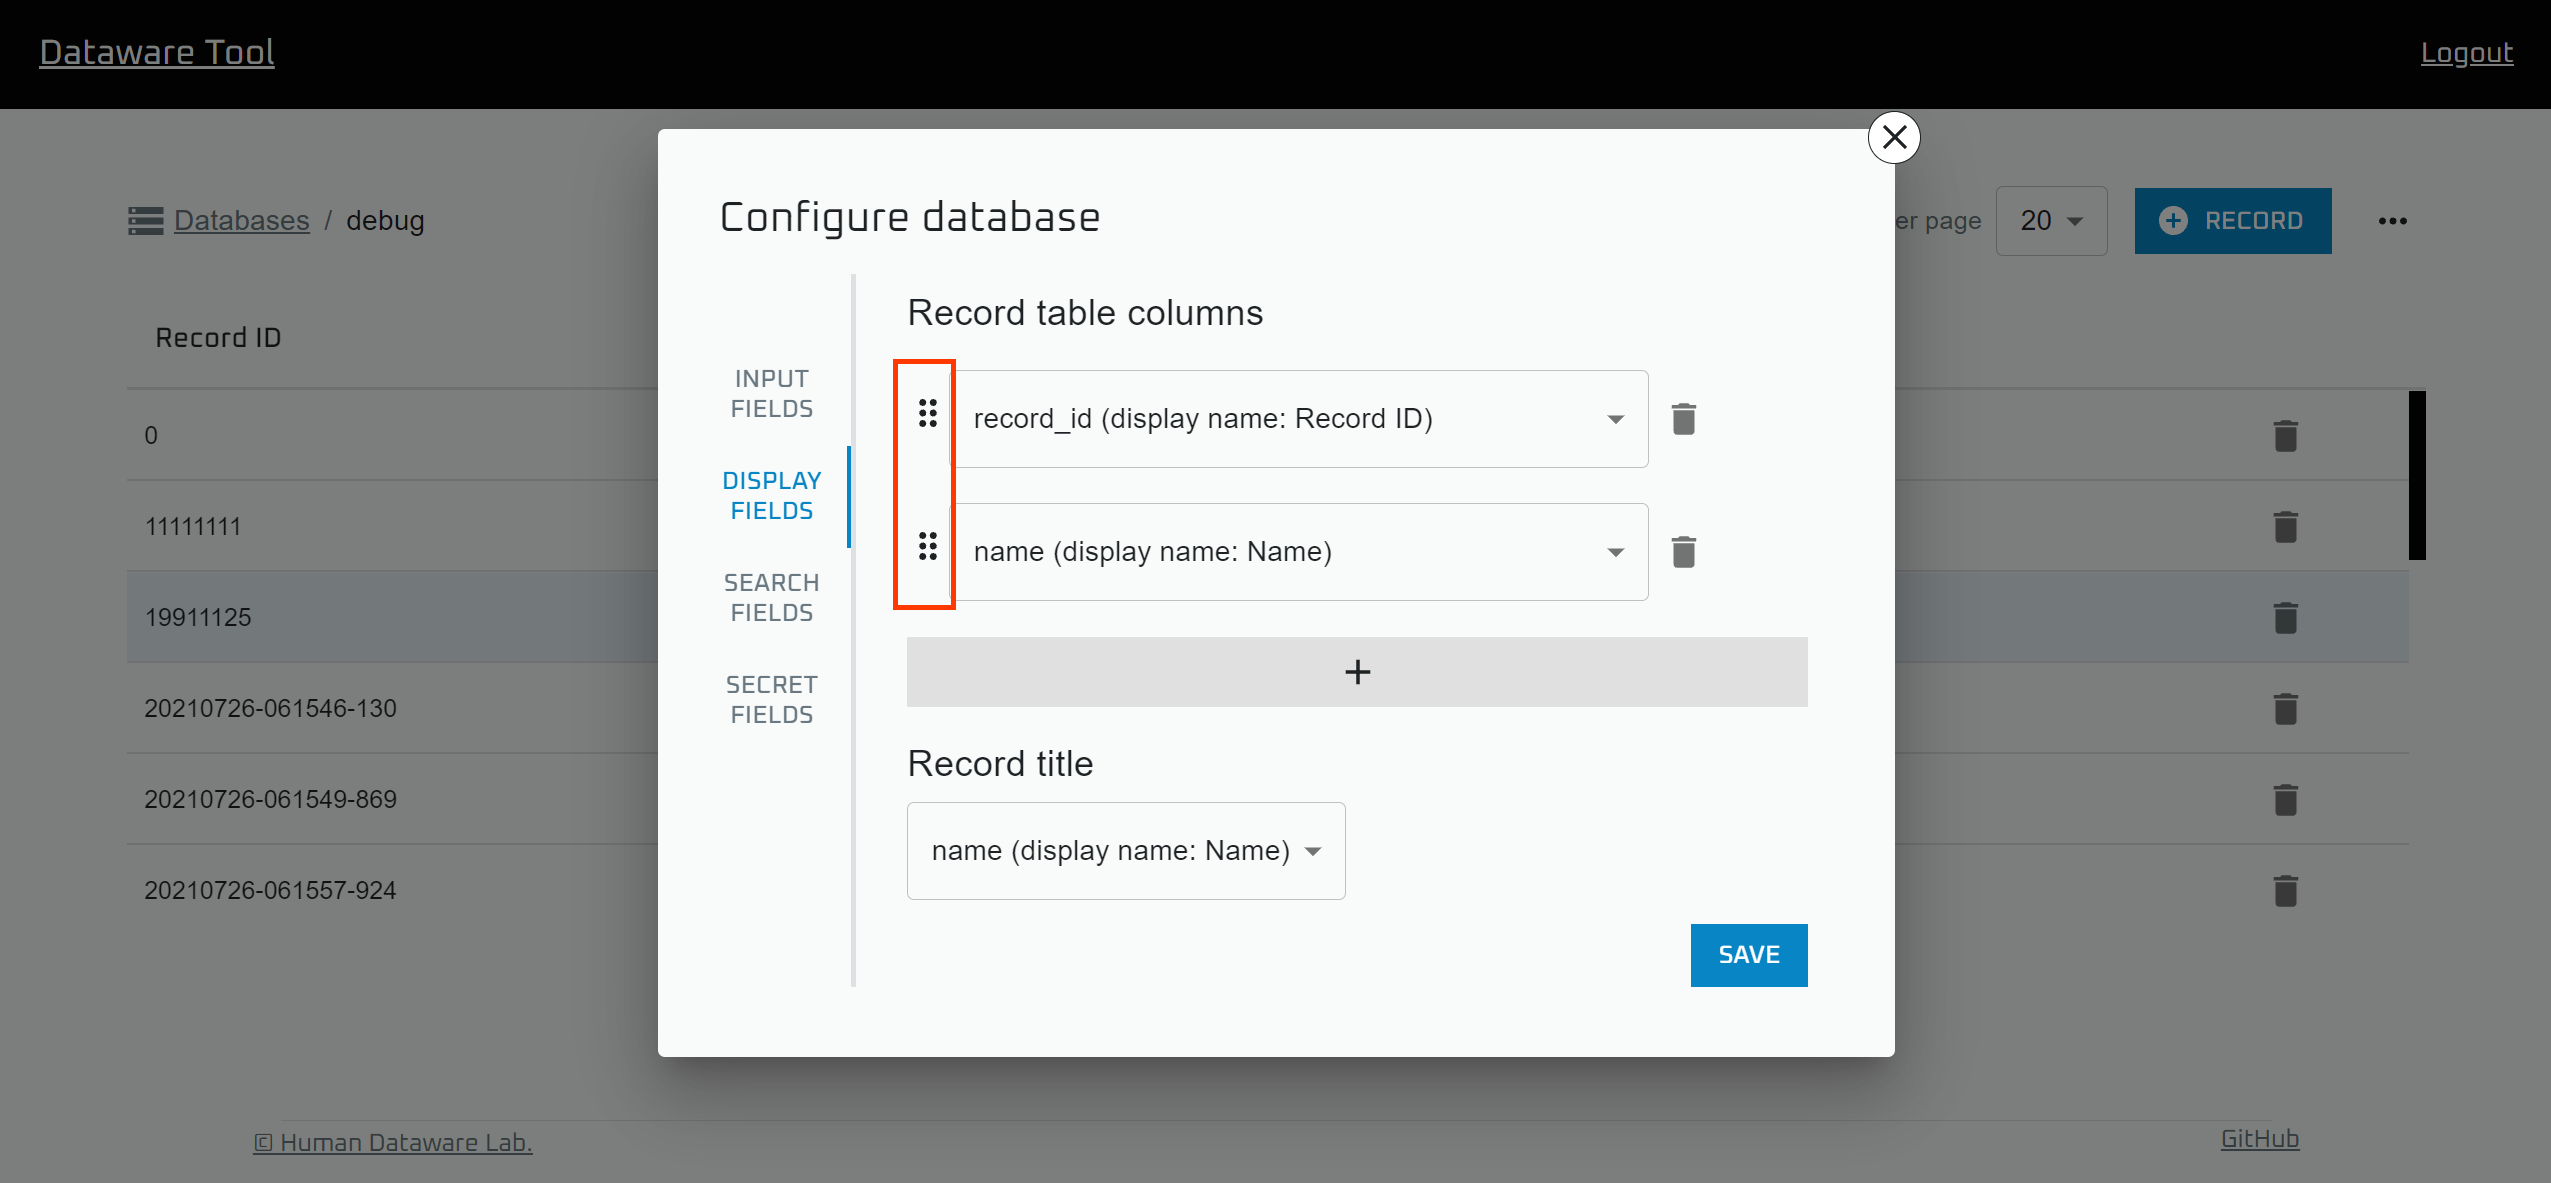 Dataware Tool
Logout
Databases / debug
er page
20
RECORD
Record ID
0
11111111
19911125
20210726-061546-130
20210726-061549-869
20210726-061557-924
Configure database
INPUT
FIELDS
DISPLAY
FIELDS
SEARCH
FIELDS
SECRET
FIELDS
Record table columns
record_id (display name: Record ID)
name (display name: Name)
+
Record title
name (display name: Name)
SAVE
© Human Dataware Lab.
GitHub